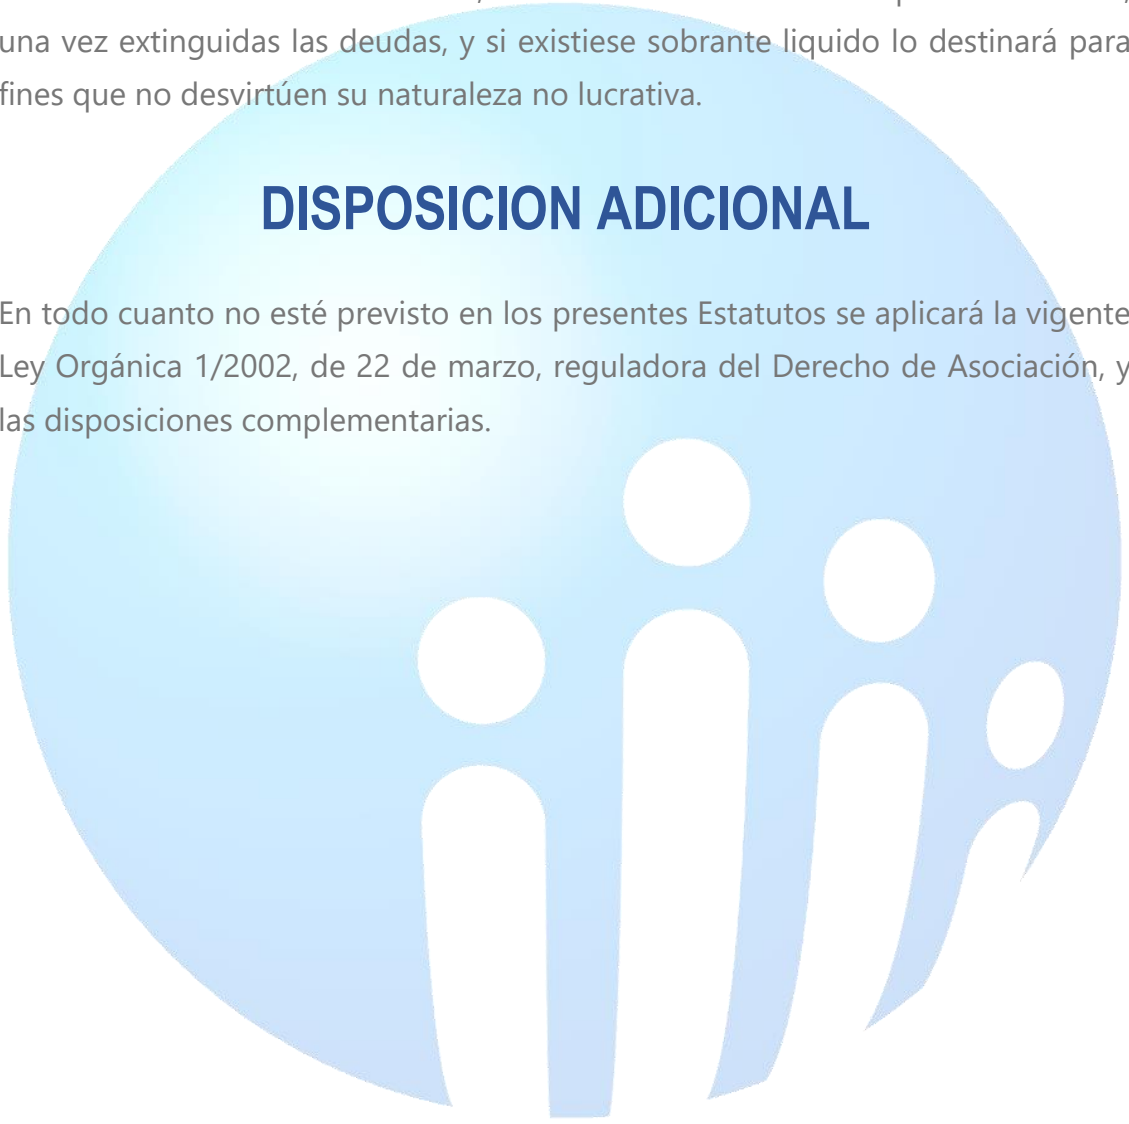 una vez extinguidas las deudas, y si existiese sobrante liquido lo destinará para
fines que no desvirtúen su naturaleza no lucrativa.
DISPOSICION ADICIONAL
En todo cuanto no esté previsto en los presentes Estatutos se aplicará la vigente
Ley Orgánica 1/2002, de 22 de marzo, reguladora del Derecho de Asociación, y
las disposiciones complementarias.